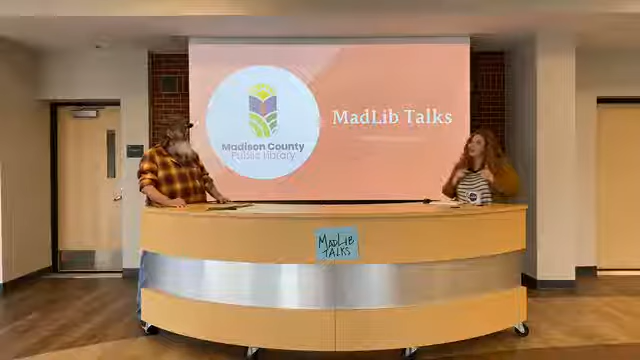 MadLib Talks
Madison County
Public Library
MadLib
TALKS